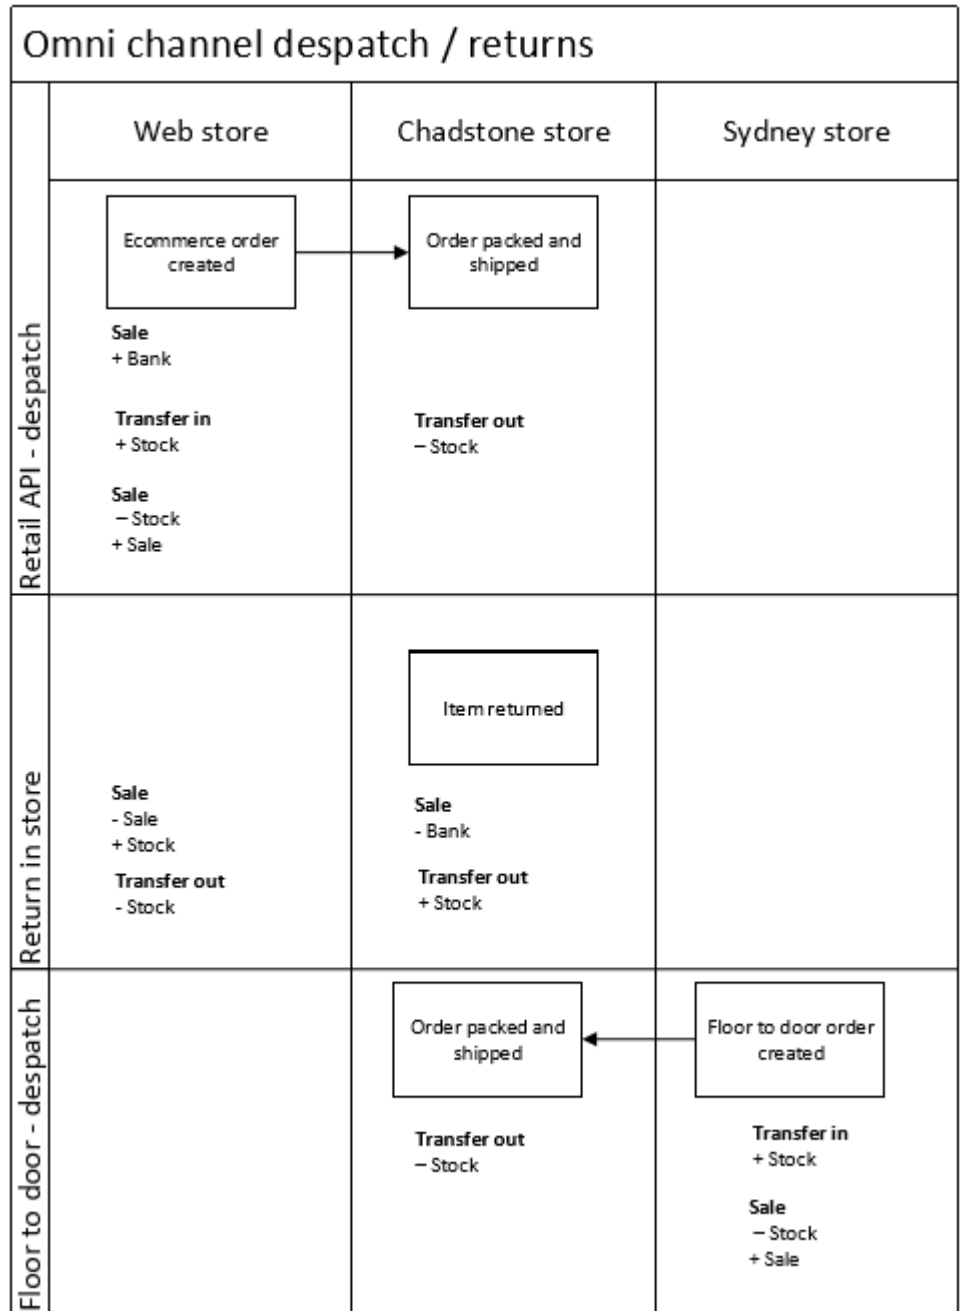 Omni channel despatch / returns
Web store
Chadstone store
Sydney store
Retail API - despatch
Ecommerce order
created
Order packed and
shipped
Sale
+ Bank
Transfer in
+ Stock
Transfer out
– Stock
Sale
– Stock
+ Sale
Return in store
Item returned
Sale
- Sale
+ Stock
Transfer out
- Stock
Sale
- Bank
Transfer out
+ Stock
Floor to door - despatch
Order packed and
shipped
Floor to door order
created
Transfer out
– Stock
Transfer in
+ Stock
Sale
– Stock
+ Sale